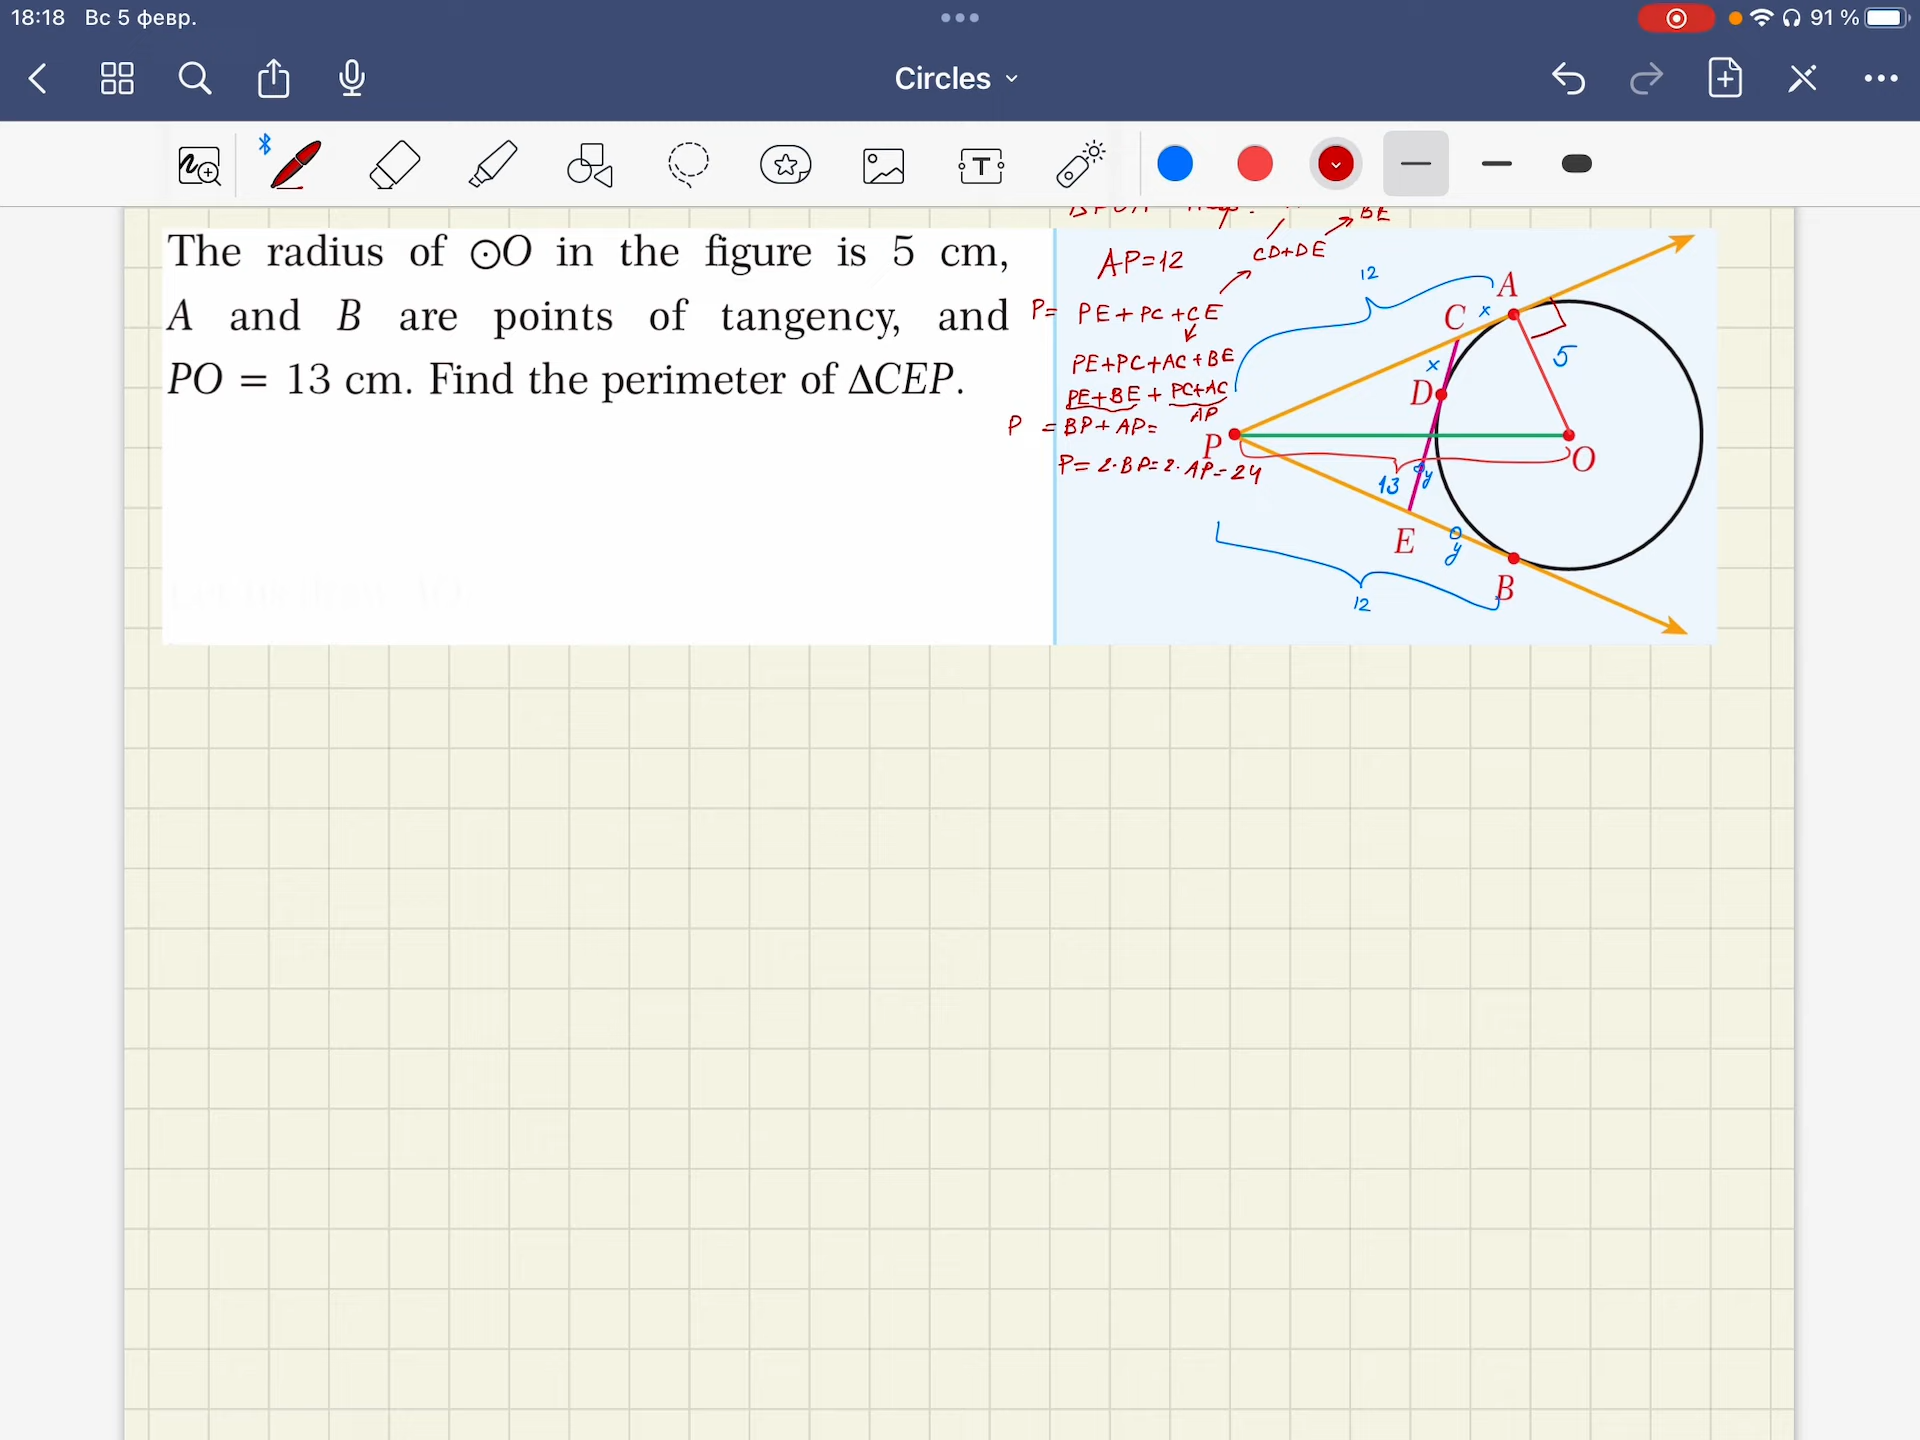 18:18 Вс 5 февр.
91 %
Circles
The radius of ⊙O in the figure is 5 cm,
A and B are points of tangency, and
PO = 13 cm. Find the perimeter of ΔCEP.
BE
AP=12
CD+DE
P= PE+PC+CE
PE+PC+AC+BE
PE+BE + PC+AC
AP
P = BP+AP=
P= 2·BP=2·AP=24
12
A
x
C
x
5
D
P
O
13
y
E
y
B
12